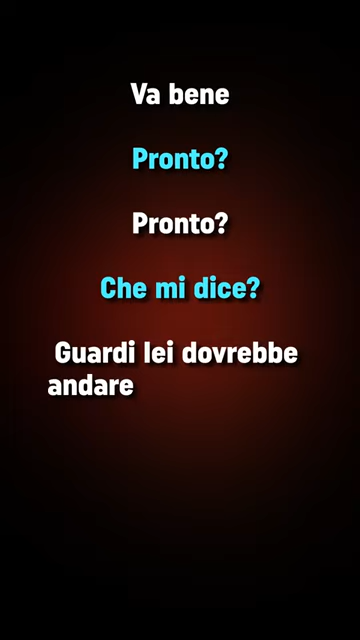 Va bene
Pronto?
Pronto?
Che mi dice?
Guardi lei dovrebbe
andare